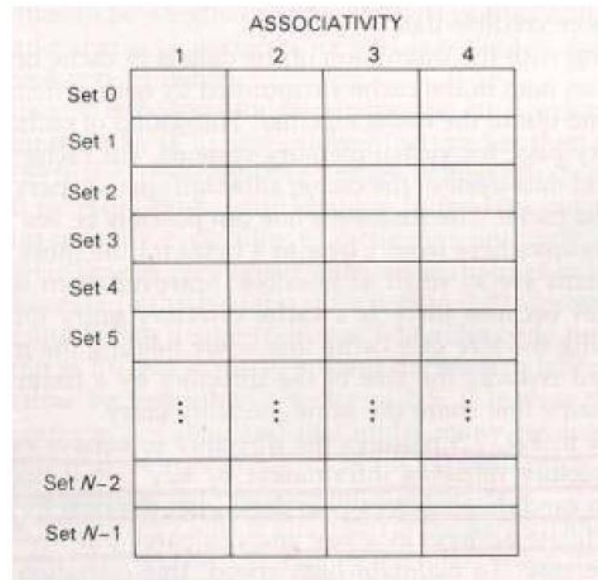 ASSOCIATIVITY
1 2 3 4
Set 0
Set 1
Set 2
Set 3
Set 4
Set 5
⋮ ⋮ ⋮ ⋮
Set N–2
Set N–1